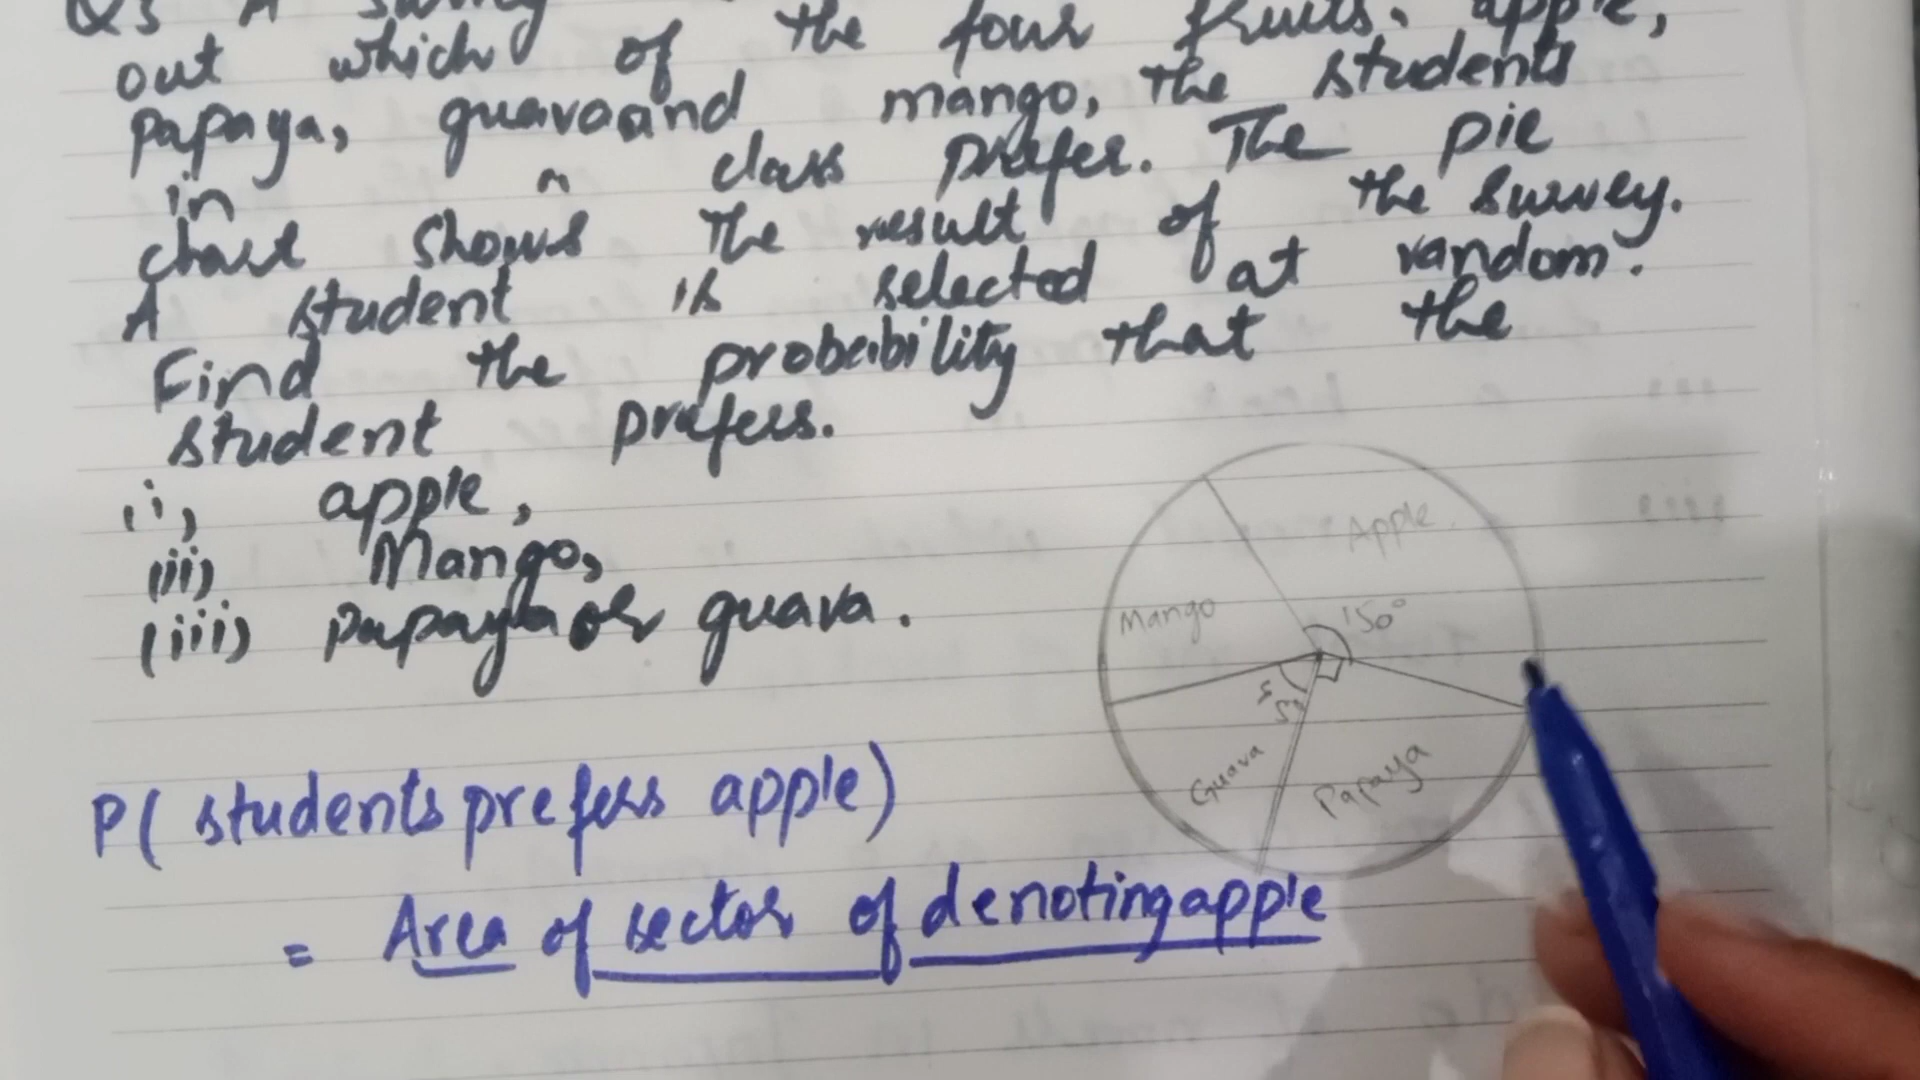 Q3 A
out which of the four fruits. apple,
papaya, guava and mango, the students
in a class prefer. The pie
chart shows the result of the survey.
A student is selected at random.
Find the probability that the
student prefers.
(i) apple,
(ii) Mango,
(iii) Papaya or guava.
Apple.
Mango
150°
45°
Guava
Papaya
P( students prefers apple)
= Area of sector of denoting apple